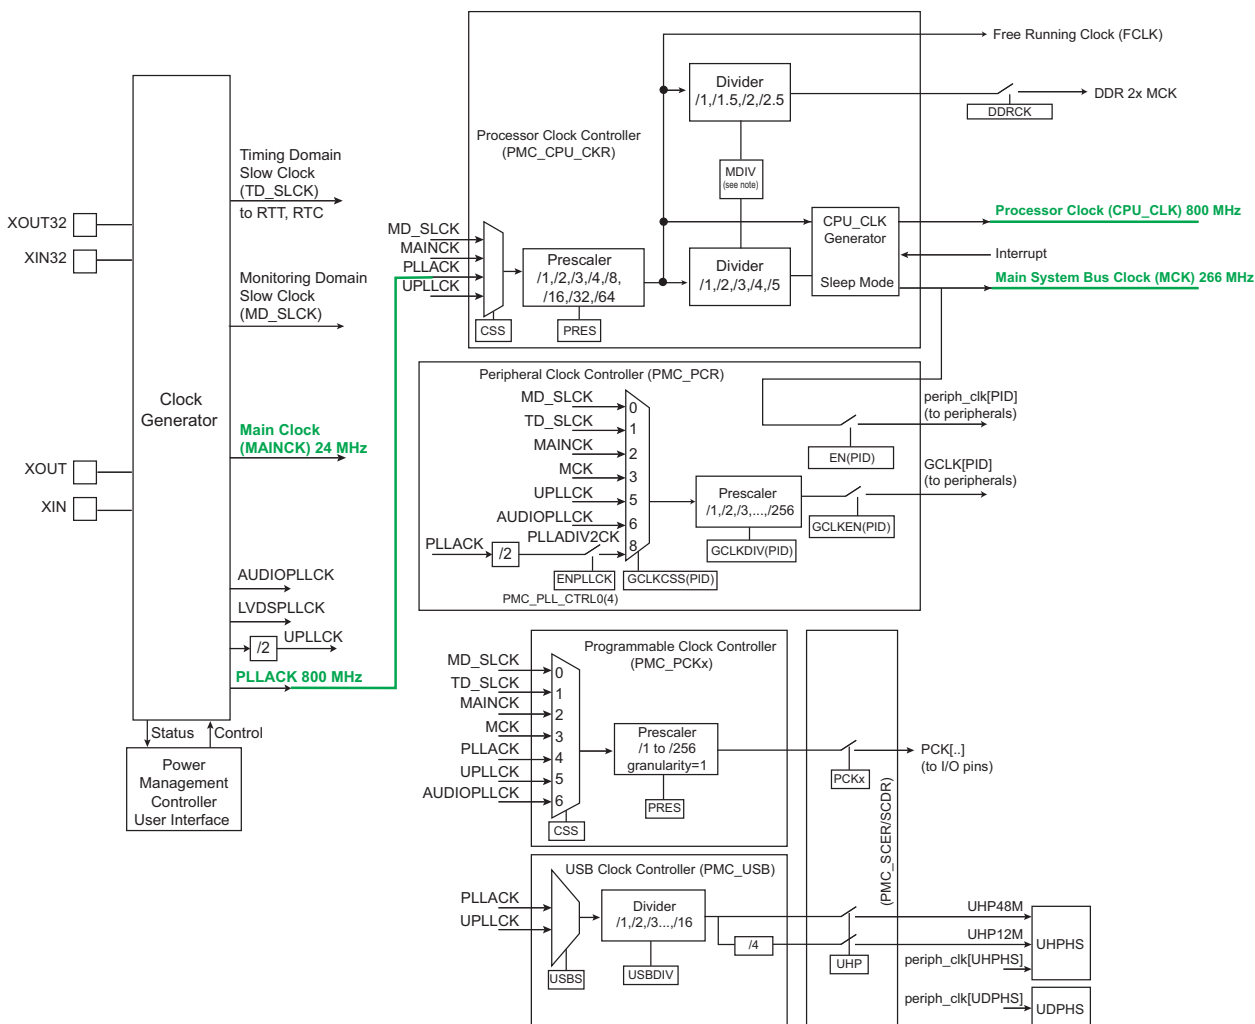 Free Running Clock (FCLK)
Divider
/1,/1.5,/2,/2.5
DDR 2x MCK
DDRCK
Processor Clock Controller
(PMC_CPU_CKR)
MDIV
(see note)
Timing Domain
Slow Clock
(TD_SLCK)
to RTT, RTC
XOUT32
XIN32
MD_SLCK
MAINCK
PLLACK
UPLLCK
CSS
Prescaler
/1,/2,/3,/4,/8,
/16,/32,/64
PRES
Divider
/1,/2,/3,/4,/5
CPU_CLK
Generator
Sleep Mode
Processor Clock (CPU_CLK) 800 MHz
Interrupt
Main System Bus Clock (MCK) 266 MHz
Monitoring Domain
Slow Clock
(MD_SLCK)
Clock
Generator
Main Clock
(MAINCK) 24 MHz
XOUT
XIN
Peripheral Clock Controller (PMC_PCR)
MD_SLCK
0
TD_SLCK
1
MAINCK
2
MCK
3
UPLLCK
5
AUDIOPLLCK
6
PLLACK
/2
PLLADIV2CK
8
ENPLLCK
PMC_PLL_CTRL0(4)
GCLKCSS(PID)
Prescaler
/1,/2,/3,...,/256
GCLKDIV(PID)
EN(PID)
periph_clk[PID]
(to peripherals)
GCLK[PID]
(to peripherals)
GCLKEN(PID)
AUDIOPLLCK
LVDSPLLCK
/2
UPLLCK
PLLACK 800 MHz
Status
Control
Power
Management
Controller
User Interface
Programmable Clock Controller
(PMC_PCKx)
MD_SLCK
0
TD_SLCK
1
MAINCK
2
MCK
3
PLLACK
4
UPLLCK
5
AUDIOPLLCK
6
CSS
Prescaler
/1 to /256
granularity=1
PRES
PCKx
PCK[..]
(to I/O pins)
(PMC_SCER/SCDR)
USB Clock Controller (PMC_USB)
PLLACK
UPLLCK
USBS
Divider
/1,/2,/3...,/16
USBDIV
/4
UHP
UHP48M
UHP12M
periph_clk[UHPHS]
UHPHS
periph_clk[UDPHS]
UDPHS